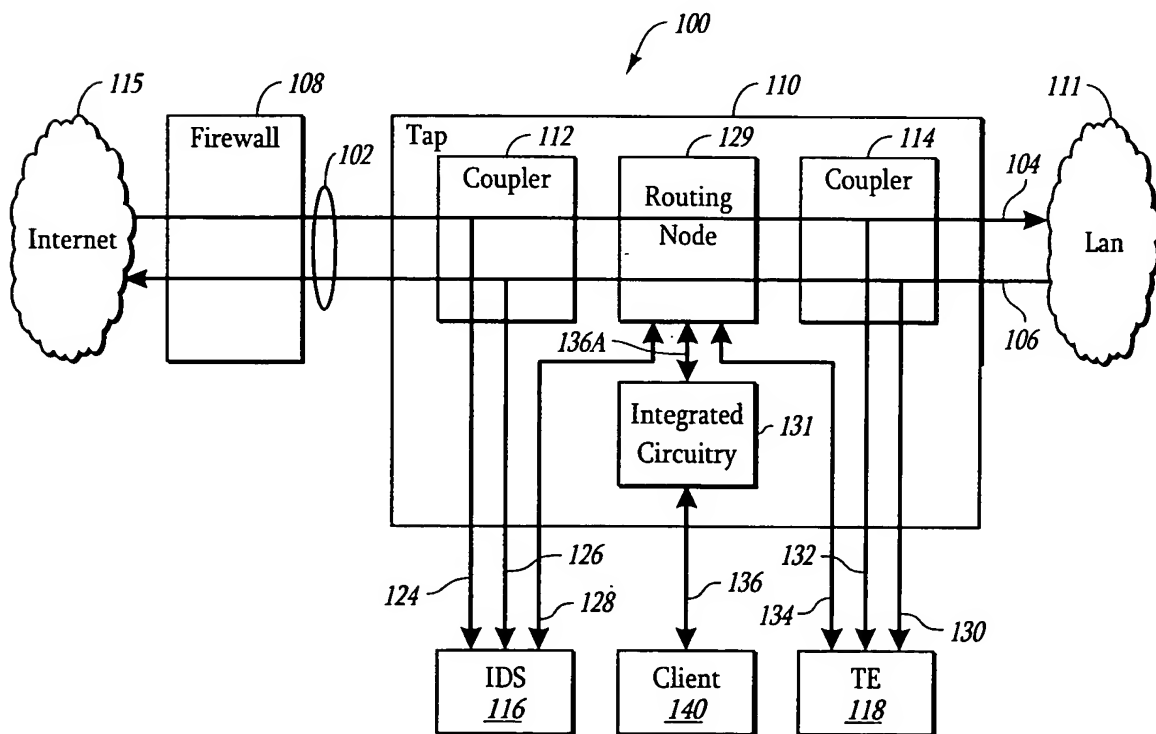 100
115
108
110
111
Firewall
102
Tap
112
129
114
Coupler
Routing
Node
Coupler
104
Internet
Lan
106
136A
Integrated
Circuitry
131
126
132
124
128
136
134
130
IDS
116
Client
140
TE
118